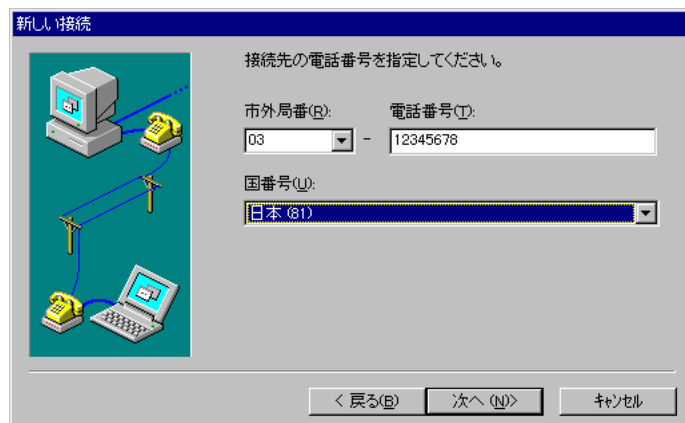 新しい接続
接続先の電話番号を指定してください。
市外局番(R): 電話番号(T):
03 - 12345678
国番号(U):
日本 (81)
< 戻る(B) 次へ (N)> ｷｬﾝｾﾙ